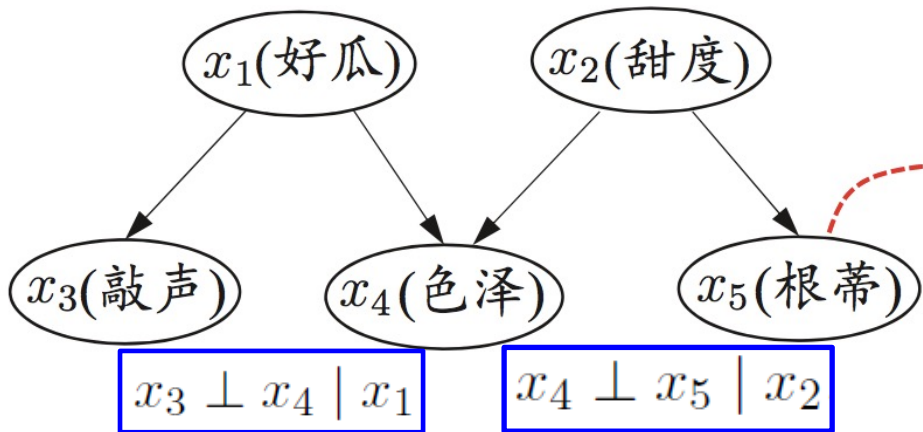 x₁(好瓜)
x₂(甜度)
x₃(敲声)
x₄(色泽)
x₅(根蒂)
x₃ ⊥ x₄ | x₁
x₄ ⊥ x₅ | x₂